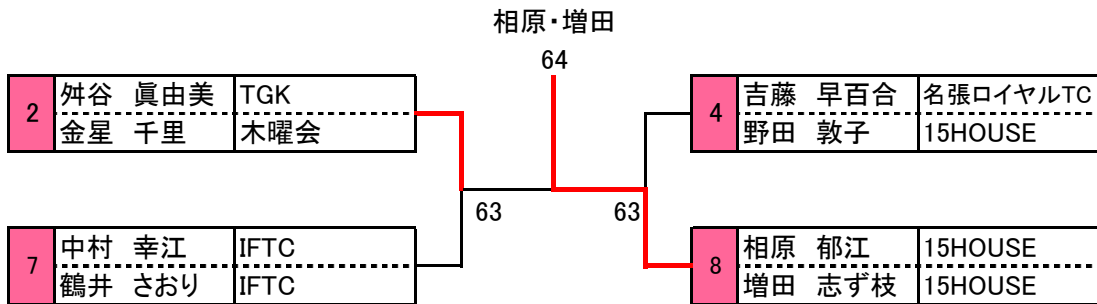 相原・増田
64
2 舛谷 眞由美 TGK
金星 千里 木曜会
4 吉藤 早百合 名張ロイヤルTC
野田 敦子 15HOUSE
63 63
7 中村 幸江 IFTC
鶴井 さおり IFTC
8 相原 郁江 15HOUSE
増田 志ず枝 15HOUSE